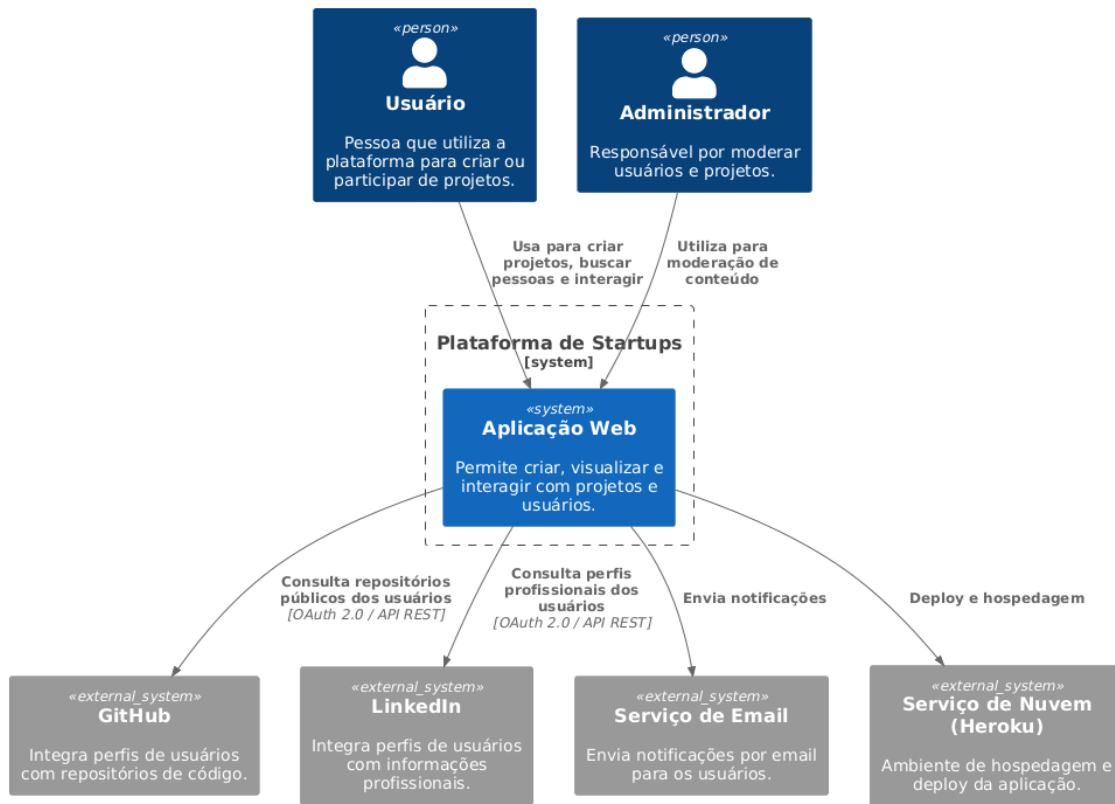 «person»
Usuário
Pessoa que utiliza a
plataforma para criar ou
participar de projetos.
«person»
Administrador
Responsável por moderar
usuários e projetos.
Usa para criar
projetos, buscar
pessoas e interagir
Utiliza para
moderação de
conteúdo
Plataforma de Startups
[system]
«system»
Aplicação Web
Permite criar, visualizar e
interagir com projetos e
usuários.
Consulta repositórios
públicos dos usuários
[OAuth 2.0 / API REST]
Consulta perfis
profissionais dos
usuários
[OAuth 2.0 / API REST]
Envia notificações
Deploy e hospedagem
«external_system»
GitHub
Integra perfis de usuários
com repositórios de código.
«external_system»
LinkedIn
Integra perfis de usuários
com informações
profissionais.
«external_system»
Serviço de Email
Envia notificações por email
para os usuários.
«external_system»
Serviço de Nuvem
(Heroku)
Ambiente de hospedagem e
deploy da aplicação.